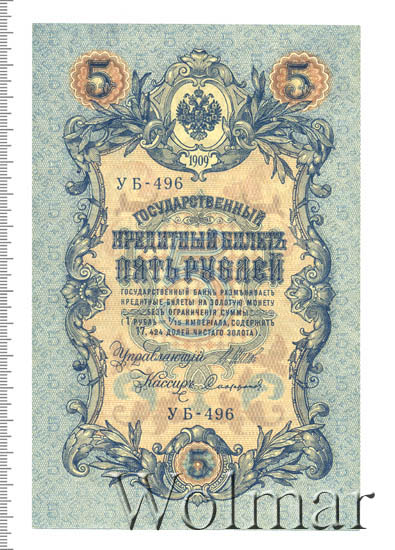 5 5
1909
УБ-496
ГОСУДАРСТВЕННЫЙ
КРЕДИТНЫЙ БИЛЕТЪ
ПЯТЬ РУБЛЕЙ
ГОСУДАРСТВЕННЫЙ БАНКЪ РАЗМѢНИВАЕТЪ
КРЕДИТНЫЕ БИЛЕТЫ НА ЗОЛОТУЮ МОНЕТУ
БЕЗЪ ОГРАНИЧЕНІЯ СУММЫ
(1 РУБЛЬ = 1/15 ИМПЕРІАЛА, СОДЕРЖИТЪ
17,424 ДОЛЕЙ ЧИСТАГО ЗОЛОТА).
Управляющій
Кассиръ
УБ-496
5
Wolmar